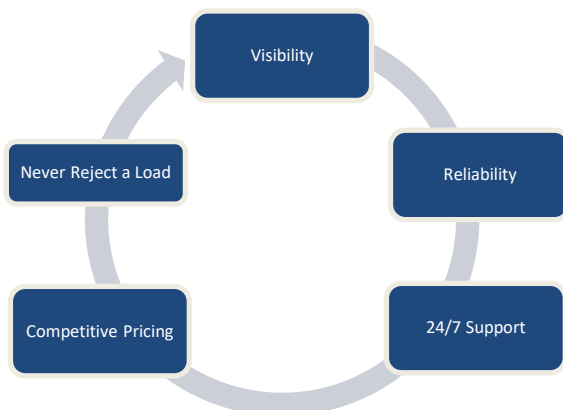 Visibility
Reliability
24/7 Support
Competitive Pricing
Never Reject a Load